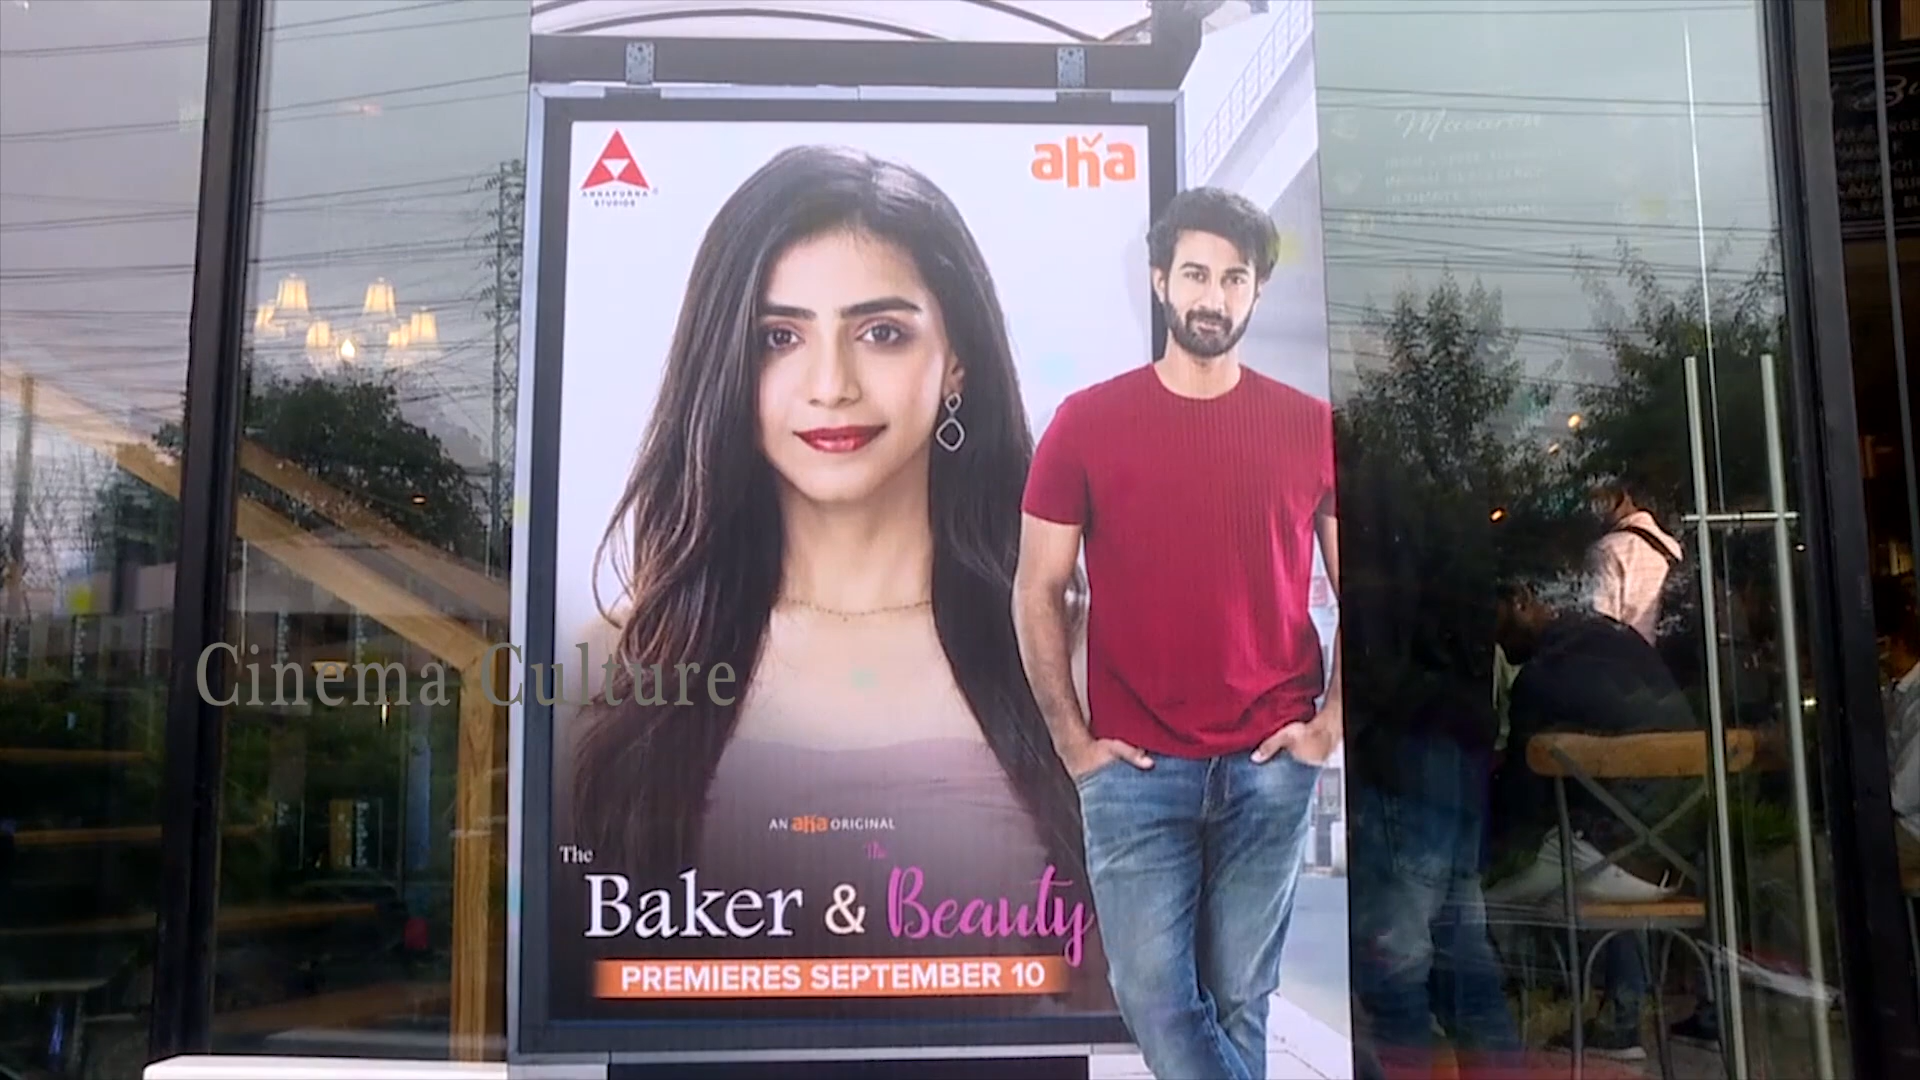 aha
ANNAPURNA
STUDIOS
Cinema Culture
AN aha ORIGINAL
The Baker & The Beauty
PREMIERES SEPTEMBER 10